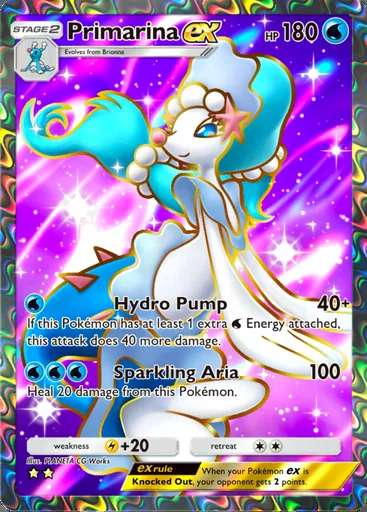 STAGE 2 Primarina ex HP 180
Evolves from Brionne
Hydro Pump 40+
If this Pokémon has at least 1 extra Energy attached,
this attack does 40 more damage.
Sparkling Aria 100
Heal 20 damage from this Pokémon.
weakness +20 retreat
Illus. PLANETA CG Works
ex rule When your Pokémon ex is
Knocked Out, your opponent gets 2 points.